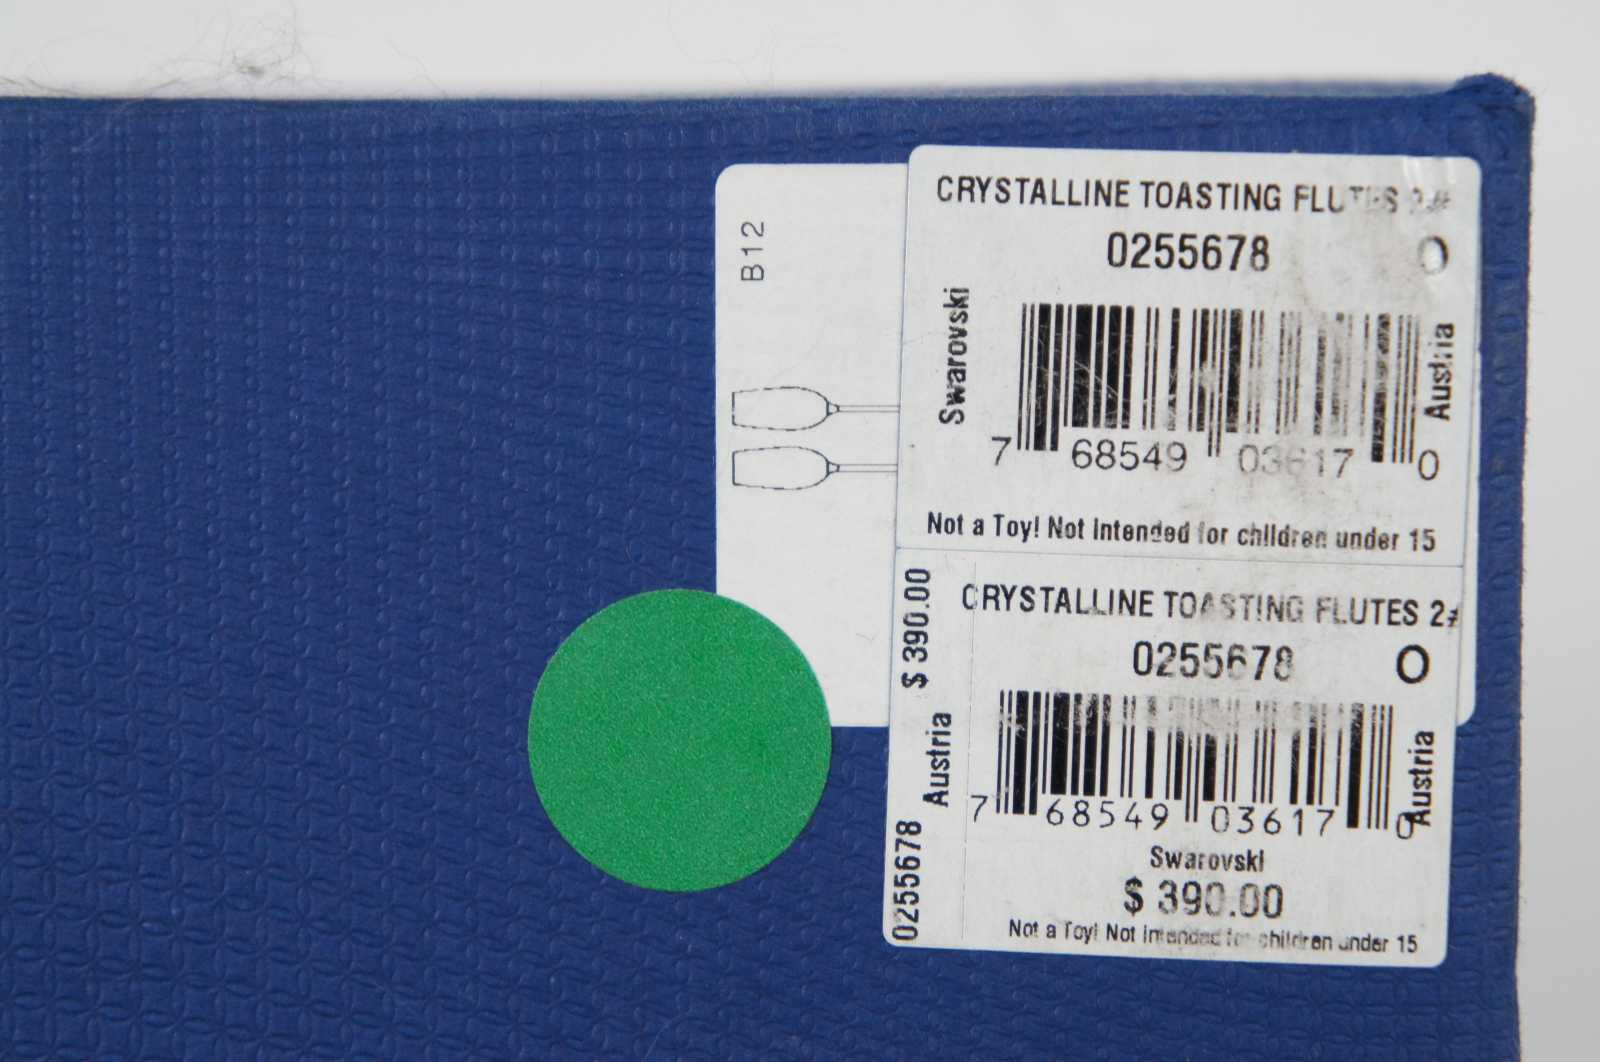 B12
CRYSTALLINE TOASTING FLUTES 2#
0255678 O
Swarovski
Austria
7 68549 03617 0
Not a Toy! Not intended for children under 15
$ 390.00
Austria
0255678
CRYSTALLINE TOASTING FLUTES 2#
0255678 O
Austria
7 68549 03617 0
Swarovski
$ 390.00
Not a Toy! Not intended for children under 15